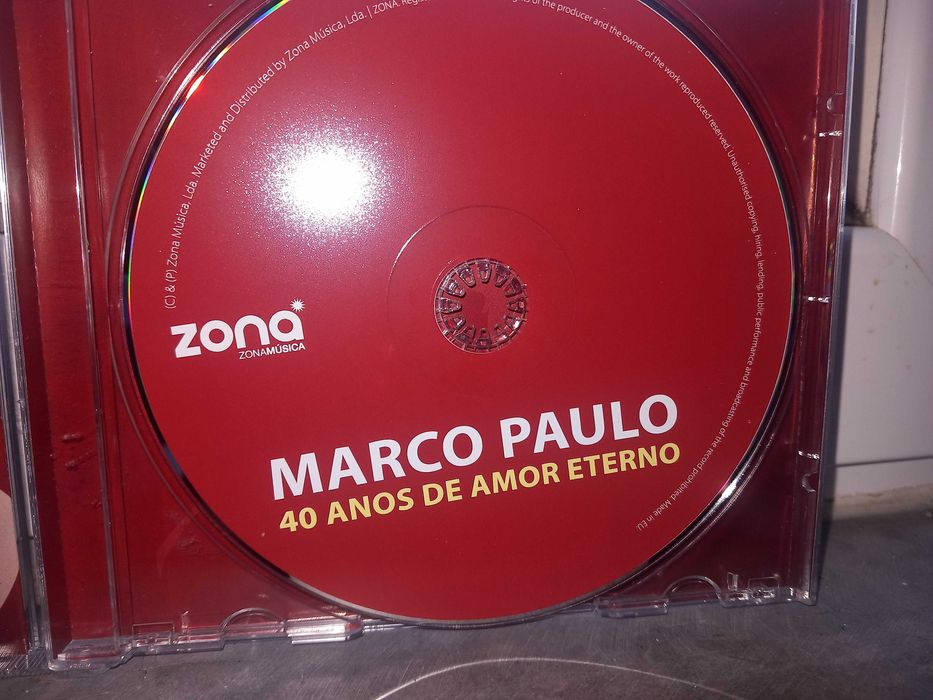 (C) & (P) Zona Música, Lda. Marketed and Distributed by Zona Música, Lda. | ZONA. of the producer and the owner of the work reproduced reserved. Unauthorised copying, hiring, lending, public performance and broadcasting of the record prohibited. Made in EU.
zona
ZONAMÚSICA
MARCO PAULO
40 ANOS DE AMOR ETERNO